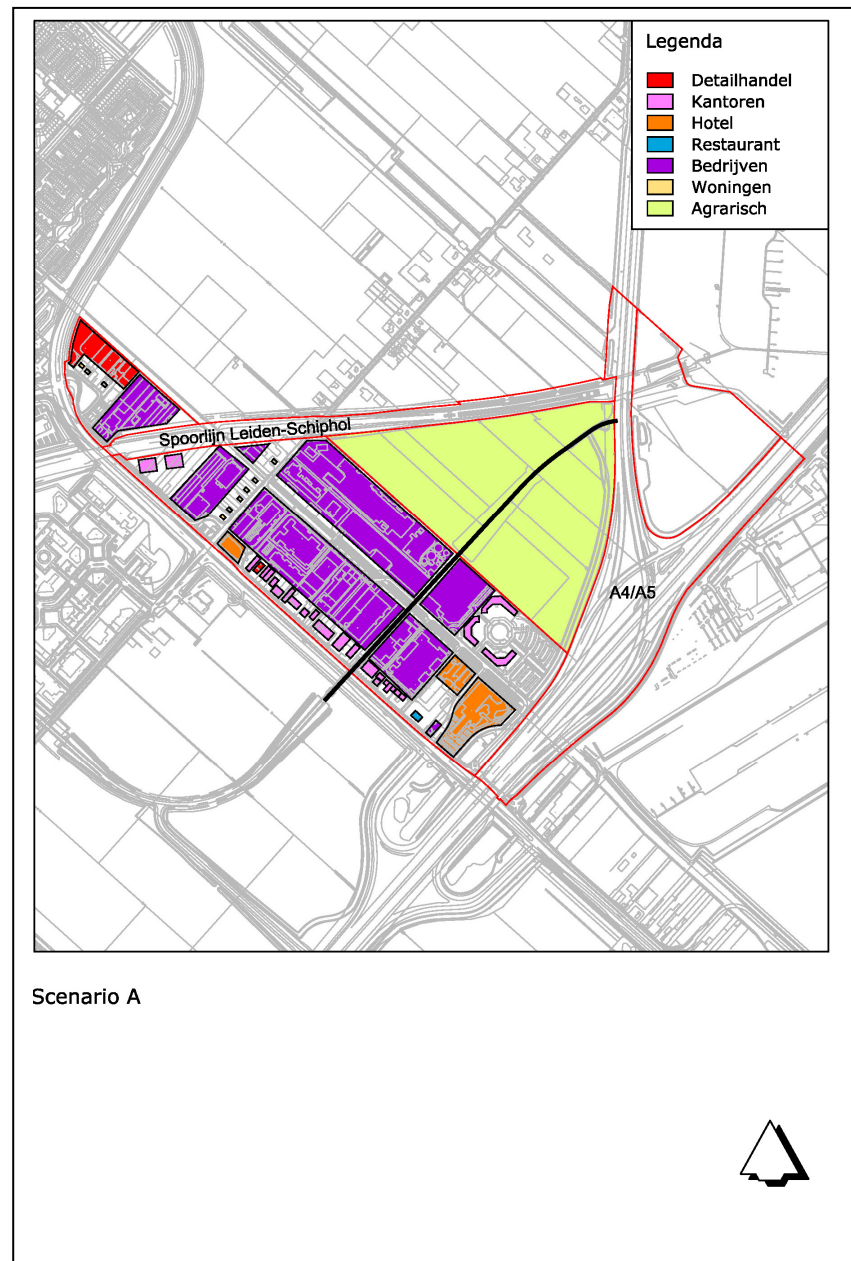 Legenda
Detailhandel
Kantoren
Hotel
Restaurant
Bedrijven
Woningen
Agrarisch
Spoorlijn Leiden-Schiphol
A4/A5
Scenario A